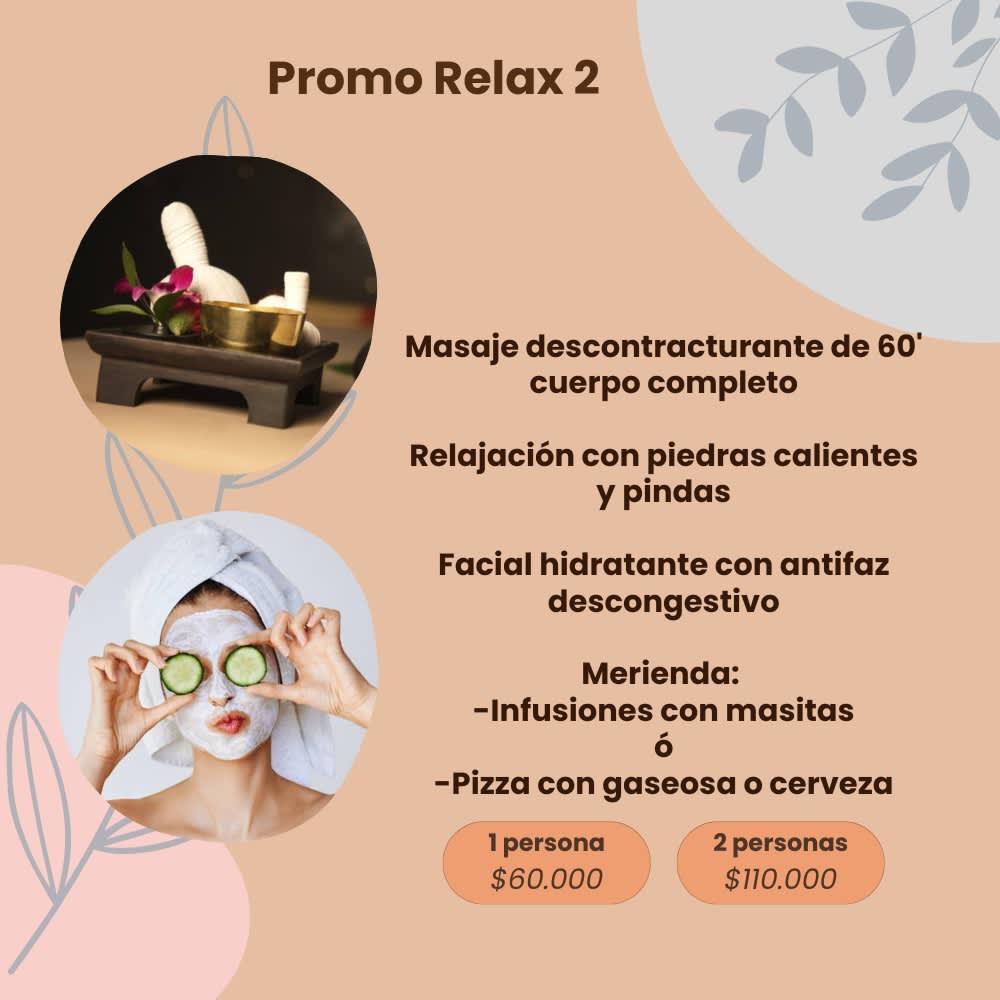 Promo Relax 2
Masaje descontracturante de 60'
cuerpo completo
Relajación con piedras calientes
y pindas
Facial hidratante con antifaz
descongestivo
Merienda:
-Infusiones con masitas
ó
-Pizza con gaseosa o cerveza
1 persona
$60.000
2 personas
$110.000